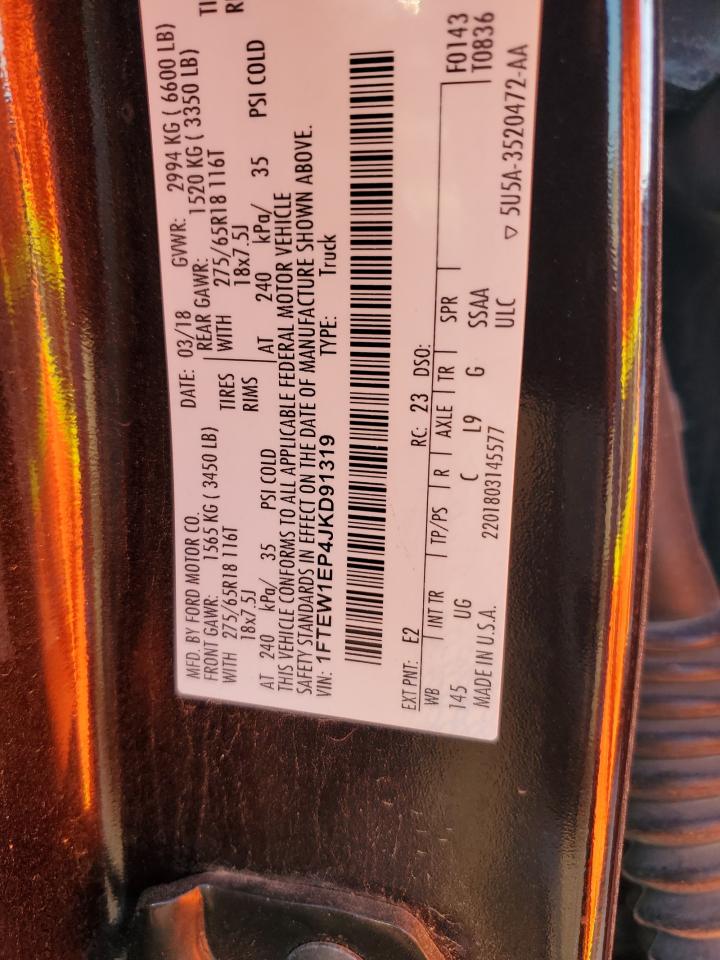 MFD. BY FORD MOTOR CO.
DATE: 03/18 GVWR: 2994 KG ( 6600 LB)
FRONT GAWR: 1565 KG ( 3450 LB) REAR GAWR: 1520 KG ( 3350 LB)
WITH 275/65R18 116T TIRES WITH 275/65R18 116T
18x7.5J RIMS 18x7.5J
AT 240 kPa/ 35 PSI COLD AT 240 kPa/ 35 PSI COLD
THIS VEHICLE CONFORMS TO ALL APPLICABLE FEDERAL MOTOR VEHICLE
SAFETY STANDARDS IN EFFECT ON THE DATE OF MANUFACTURE SHOWN ABOVE.
VIN: 1FTEW1EP4JKD91319 TYPE: Truck
EXT PNT: E2 RC: 23 DSO: F0143
WB INT TR TP/PS R AXLE TR SPR T0836
145 UG C L9 G SSAA
MADE IN U.S.A. 2201803145577 ULC
▽ 5U5A-3520472-AA